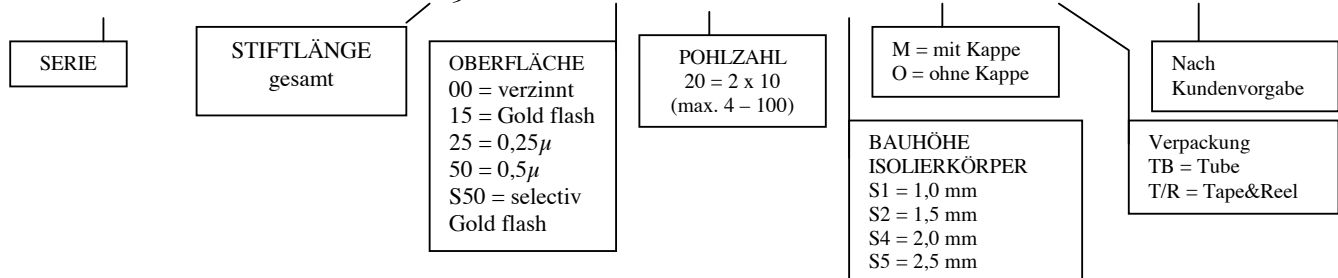 SERIE
STIFTLÄNGE
gesamt
OBERFLÄCHE
00 = verzinnt
15 = Gold flash
25 = 0,25µ
50 = 0,5µ
S50 = selectiv
Gold flash
POHLZAHL
20 = 2 x 10
(max. 4 – 100)
M = mit Kappe
O = ohne Kappe
BAUHÖHE
ISOLIERKÖRPER
S1 = 1,0 mm
S2 = 1,5 mm
S4 = 2,0 mm
S5 = 2,5 mm
Nach
Kundenvorgabe
Verpackung
TB = Tube
T/R = Tape&Reel